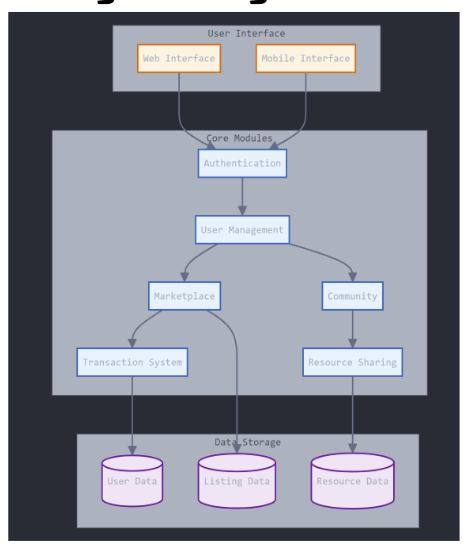 User Interface
Web Interface
Mobile Interface
Core Modules
Authentication
User Management
Marketplace
Community
Transaction System
Resource Sharing
Data Storage
User Data
Listing Data
Resource Data